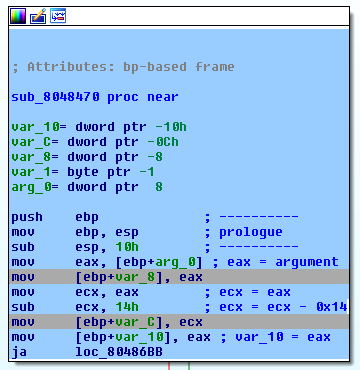 ; Attributes: bp-based frame
sub_8048470 proc near
var_10= dword ptr -10h
var_C= dword ptr -0Ch
var_8= dword ptr -8
var_1= byte ptr -1
arg_0= dword ptr  8
push    ebp             ; ----------
mov     ebp, esp        ; prologue
sub     esp, 10h        ; ----------
mov     eax, [ebp+arg_0] ; eax = argument
mov     [ebp+var_8], eax
mov     ecx, eax        ; ecx = eax
sub     ecx, 14h        ; ecx = ecx - 0x14
mov     [ebp+var_C], ecx
mov     [ebp+var_10], eax ; var_10 = eax
ja      loc_80486BB